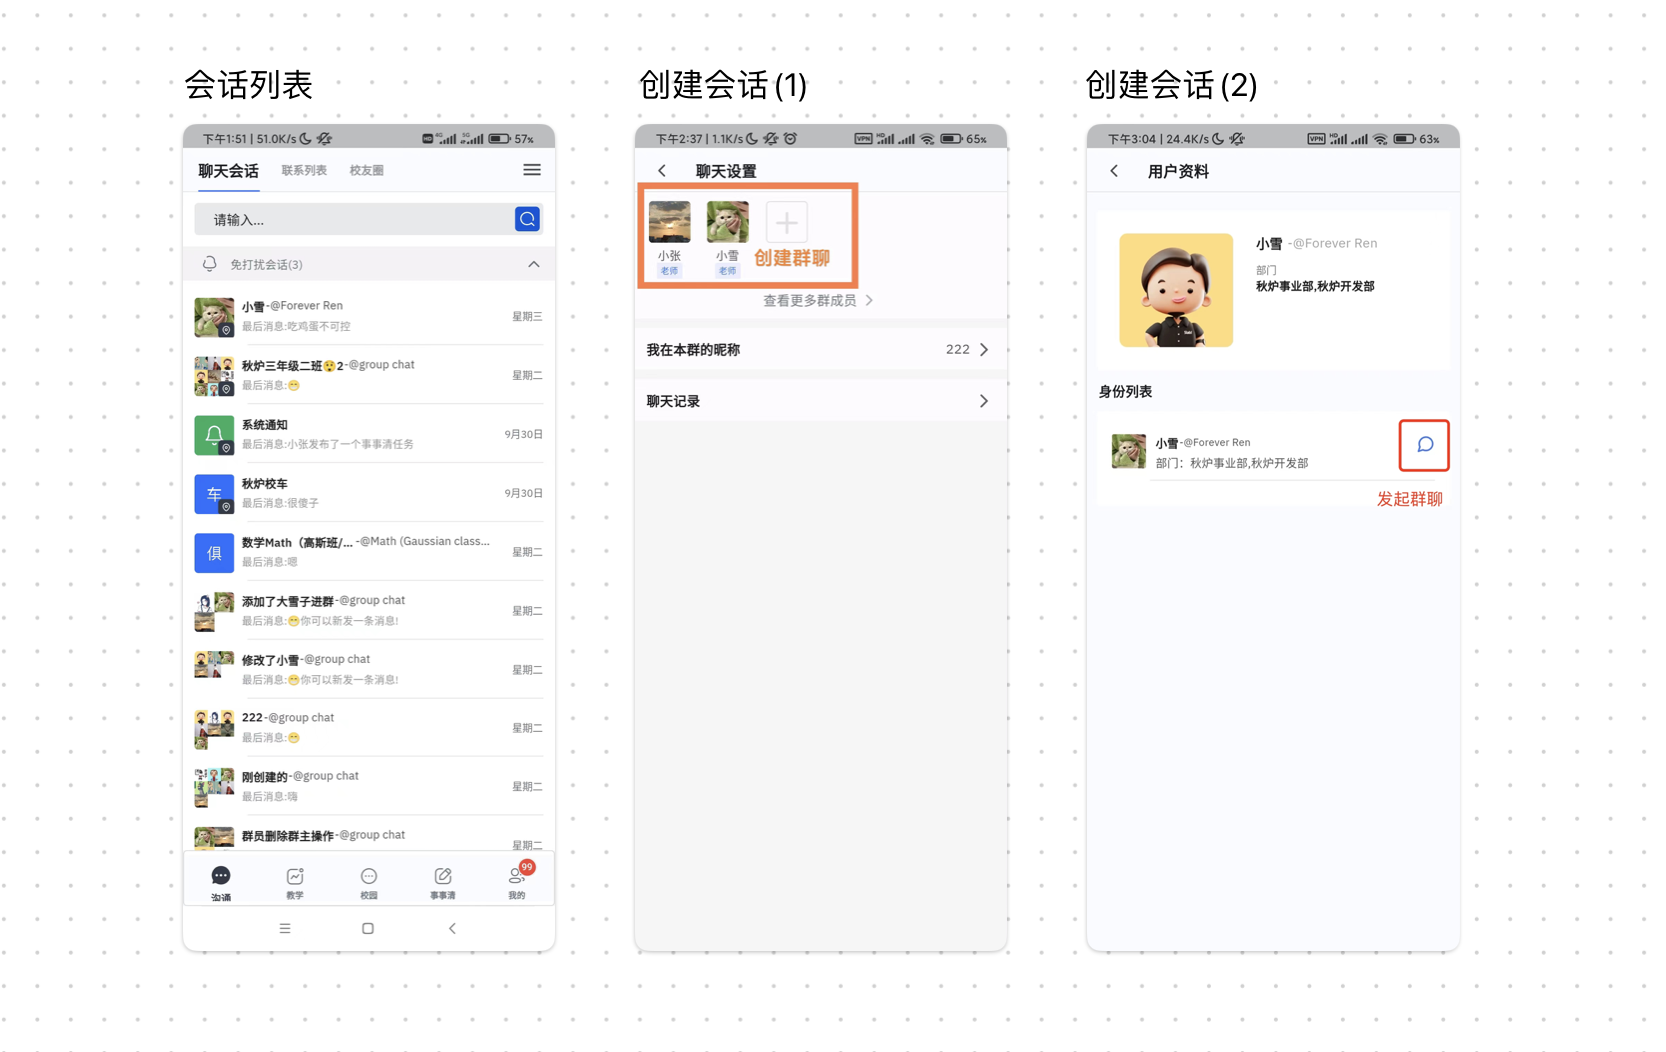 会话列表
下午1:51 | 51.0K/s
HD 4G 5G 57%
聊天会话 联系列表 校友圈
请输入...
免打扰会话(3)
小雪-@Forever Ren
最后消息:吃鸡蛋不可控
星期三
秋炉三年级二班😲2-@group chat
最后消息:😁
星期二
系统通知
最后消息:小张发布了一个事事清任务
9月30日
车
秋炉校车
最后消息:很傻子
9月30日
俱
数学Math（高斯班/... -@Math (Gaussian class...
最后消息:嗯
星期二
添加了大雪子进群-@group chat
最后消息:😁你可以新发一条消息!
星期二
修改了小雪-@group chat
最后消息:😁你可以新发一条消息!
星期二
222-@group chat
最后消息:😁
星期二
刚创建的-@group chat
最后消息:嗨
星期二
群员删除群主操作-@group chat
星期二
99
沟通 教学 校园 事事清 我的
创建会话(1)
下午2:37 | 1.1K/s
VPN HD 65%
聊天设置
小张
老师
小雪
老师
创建群聊
查看更多群成员
我在本群的昵称 222
聊天记录
创建会话(2)
下午3:04 | 24.4K/s
VPN HD 63%
用户资料
小雪 -@Forever Ren
部门
秋炉事业部,秋炉开发部
身份列表
小雪-@Forever Ren
部门：秋炉事业部,秋炉开发部
发起群聊